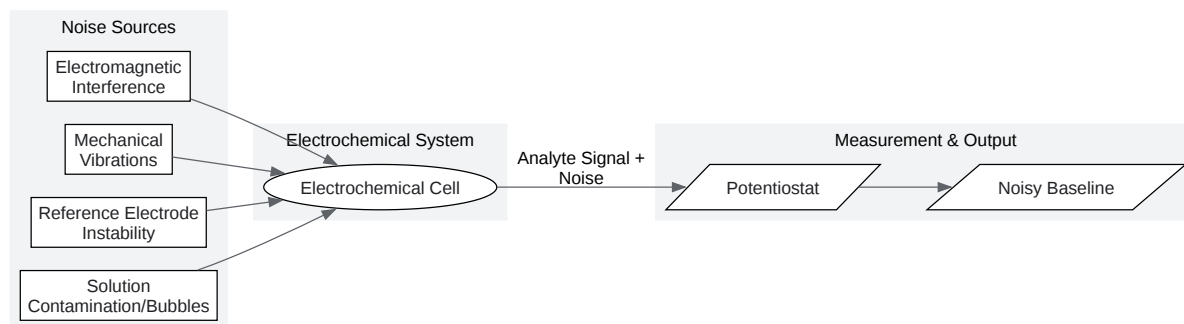 Noise Sources
Electromagnetic
Interference
Mechanical
Vibrations
Reference Electrode
Instability
Solution
Contamination/Bubbles
Electrochemical System
Electrochemical Cell
Analyte Signal +
Noise
Measurement & Output
Potentiostat
Noisy Baseline